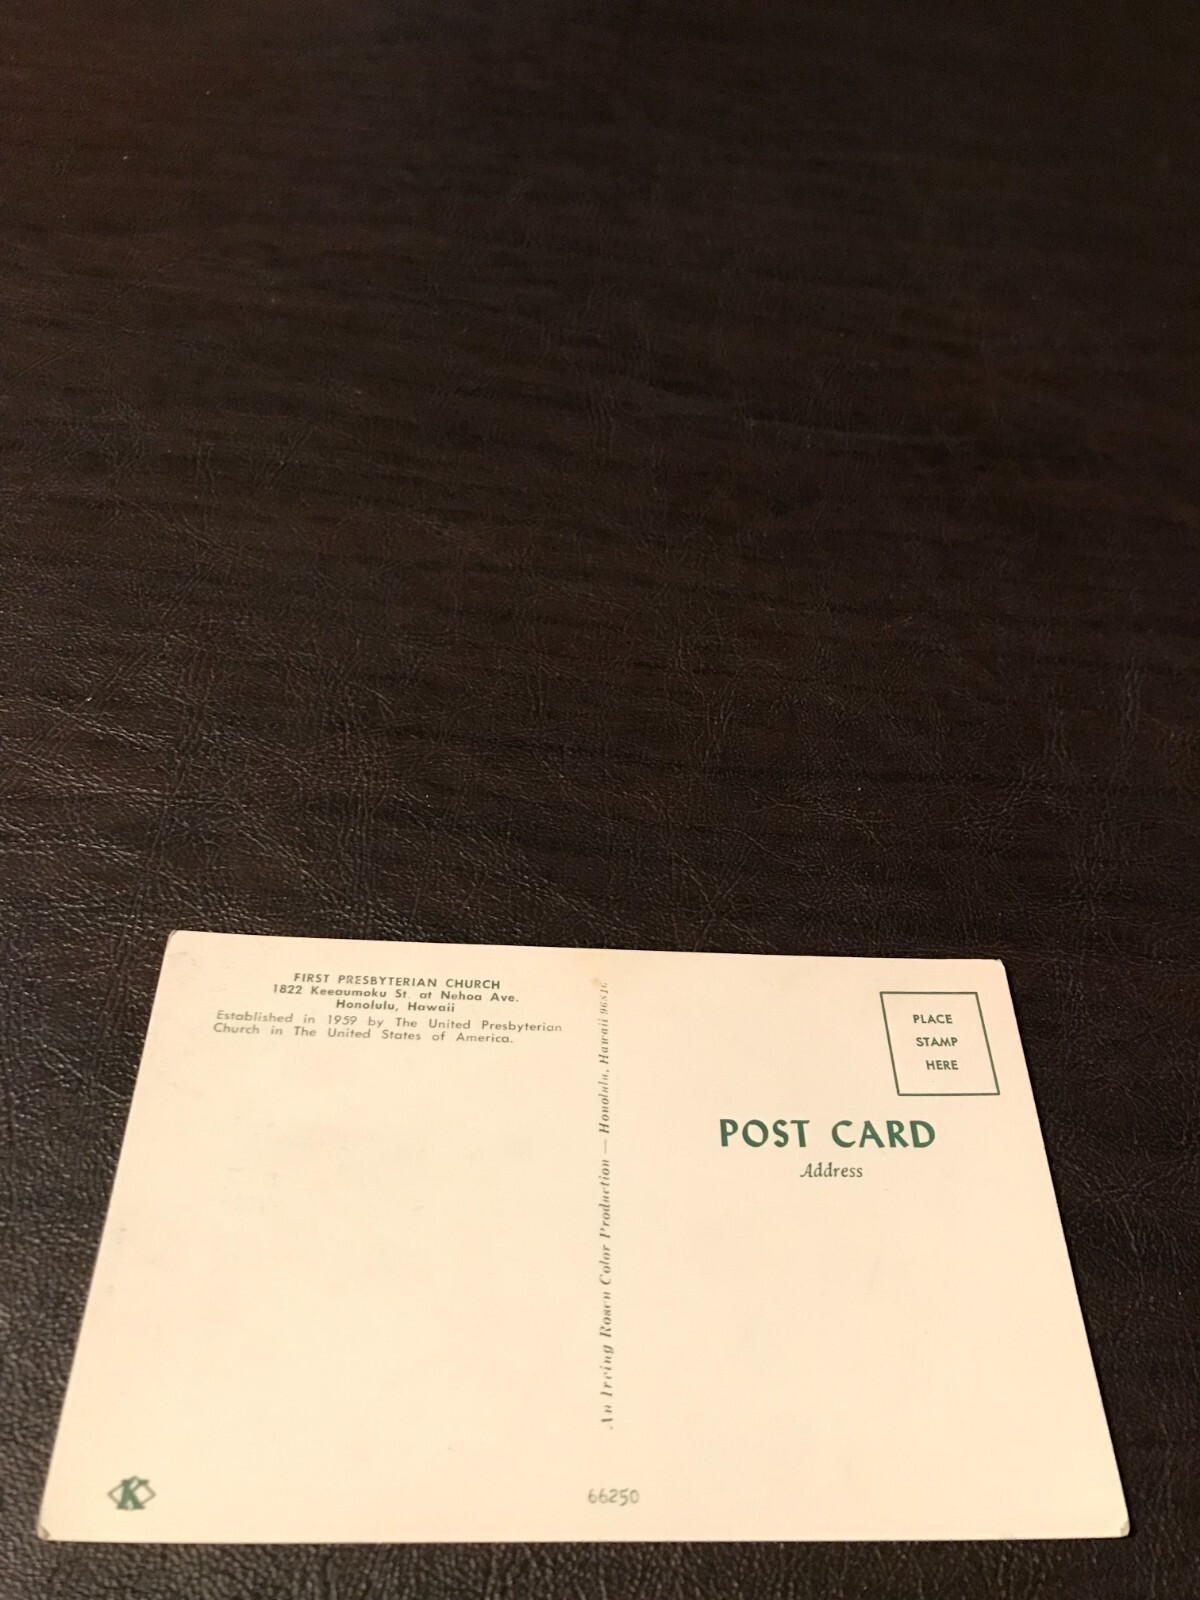 FIRST PRESBYTERIAN CHURCH
1822 Keeaumoku St. at Nehoa Ave.
Honolulu, Hawaii
Established in 1959 by The United Presbyterian
Church in The United States of America.
An Irving Rosen Color Production — Honolulu, Hawaii 96816
PLACE
STAMP
HERE
POST CARD
Address
K
66250